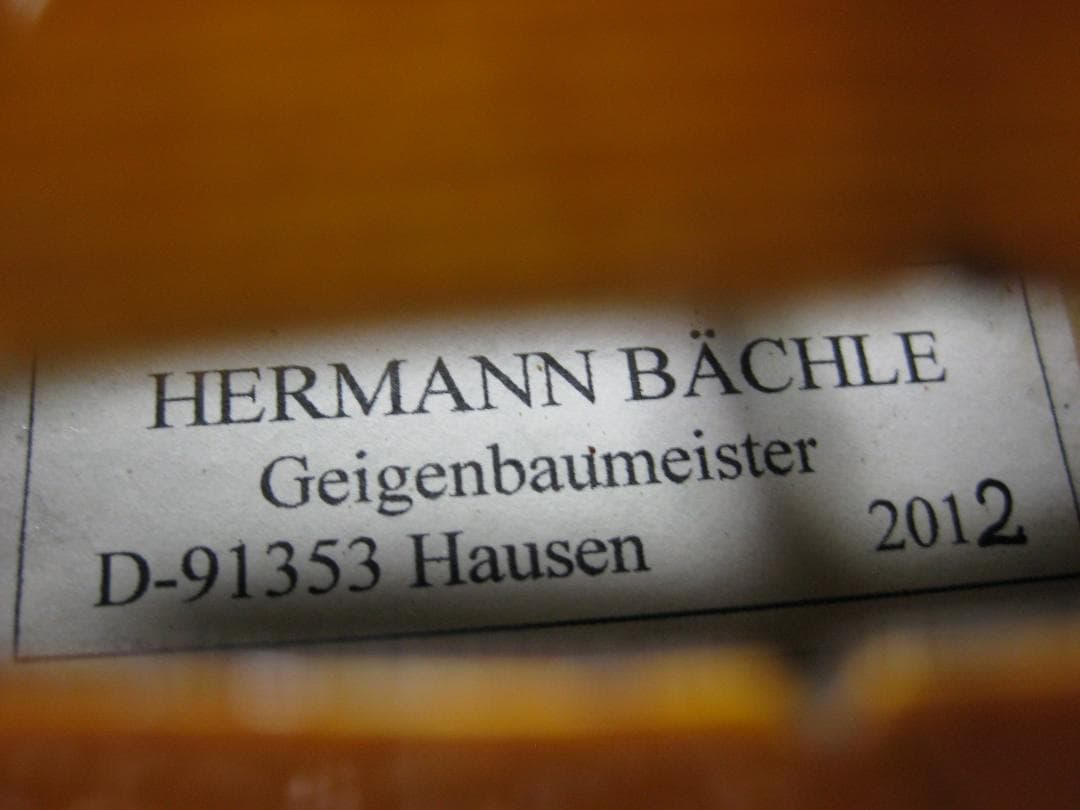 HERMANN BÄCHLE
Geigenbaumeister
D-91353 Hausen 2012